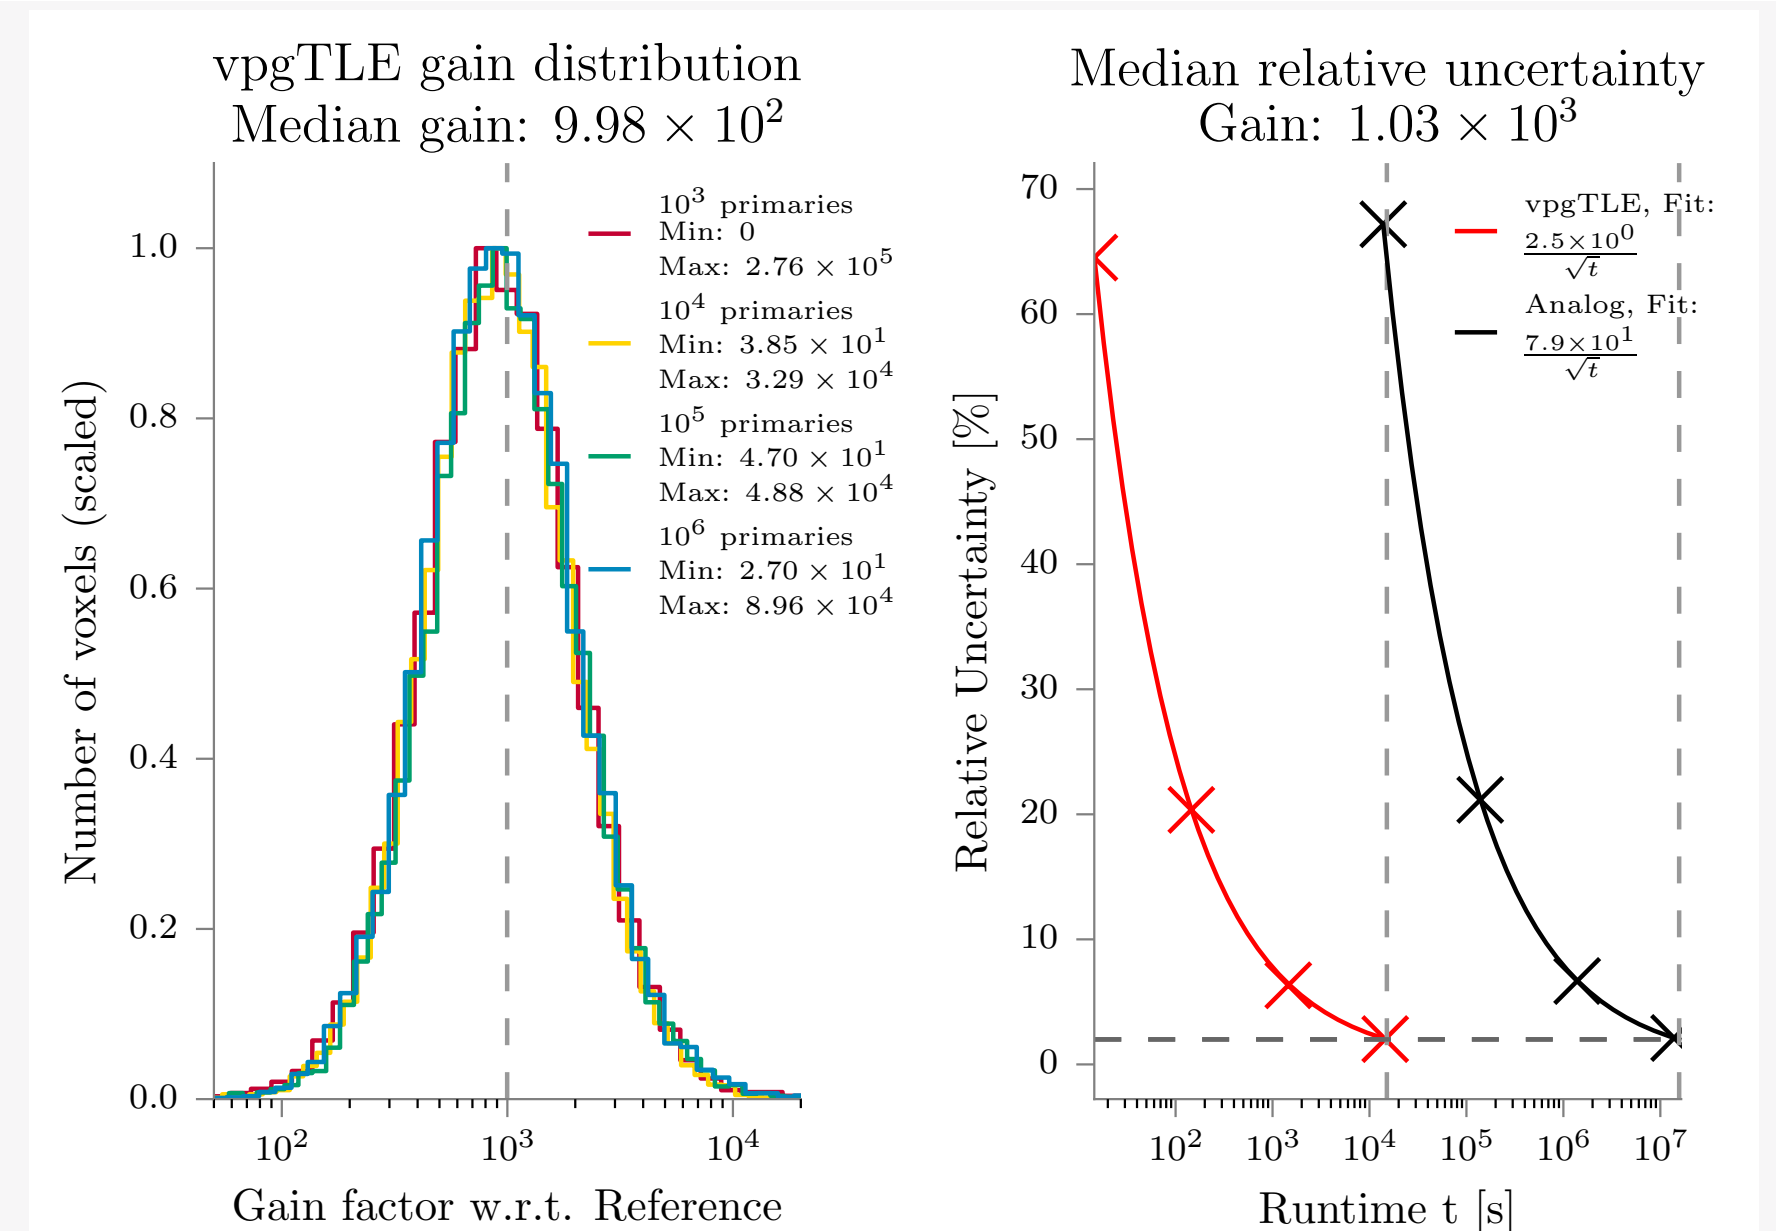 vpgTLE gain distribution
Median gain: 9.98 × 10²
1.0
0.8
0.6
0.4
0.2
0.0
Number of voxels (scaled)
10³ primaries
Min: 0
Max: 2.76 × 10⁵
10⁴ primaries
Min: 3.85 × 10¹
Max: 3.29 × 10⁴
10⁵ primaries
Min: 4.70 × 10¹
Max: 4.88 × 10⁴
10⁶ primaries
Min: 2.70 × 10¹
Max: 8.96 × 10⁴
10² 10³ 10⁴
Gain factor w.r.t. Reference
Median relative uncertainty
Gain: 1.03 × 10³
70
60
50
40
30
20
10
0
Relative Uncertainty [%]
vpgTLE, Fit:
2.5×10⁰
√t
Analog, Fit:
7.9×10¹
√t
10² 10³ 10⁴ 10⁵ 10⁶ 10⁷
Runtime t [s]